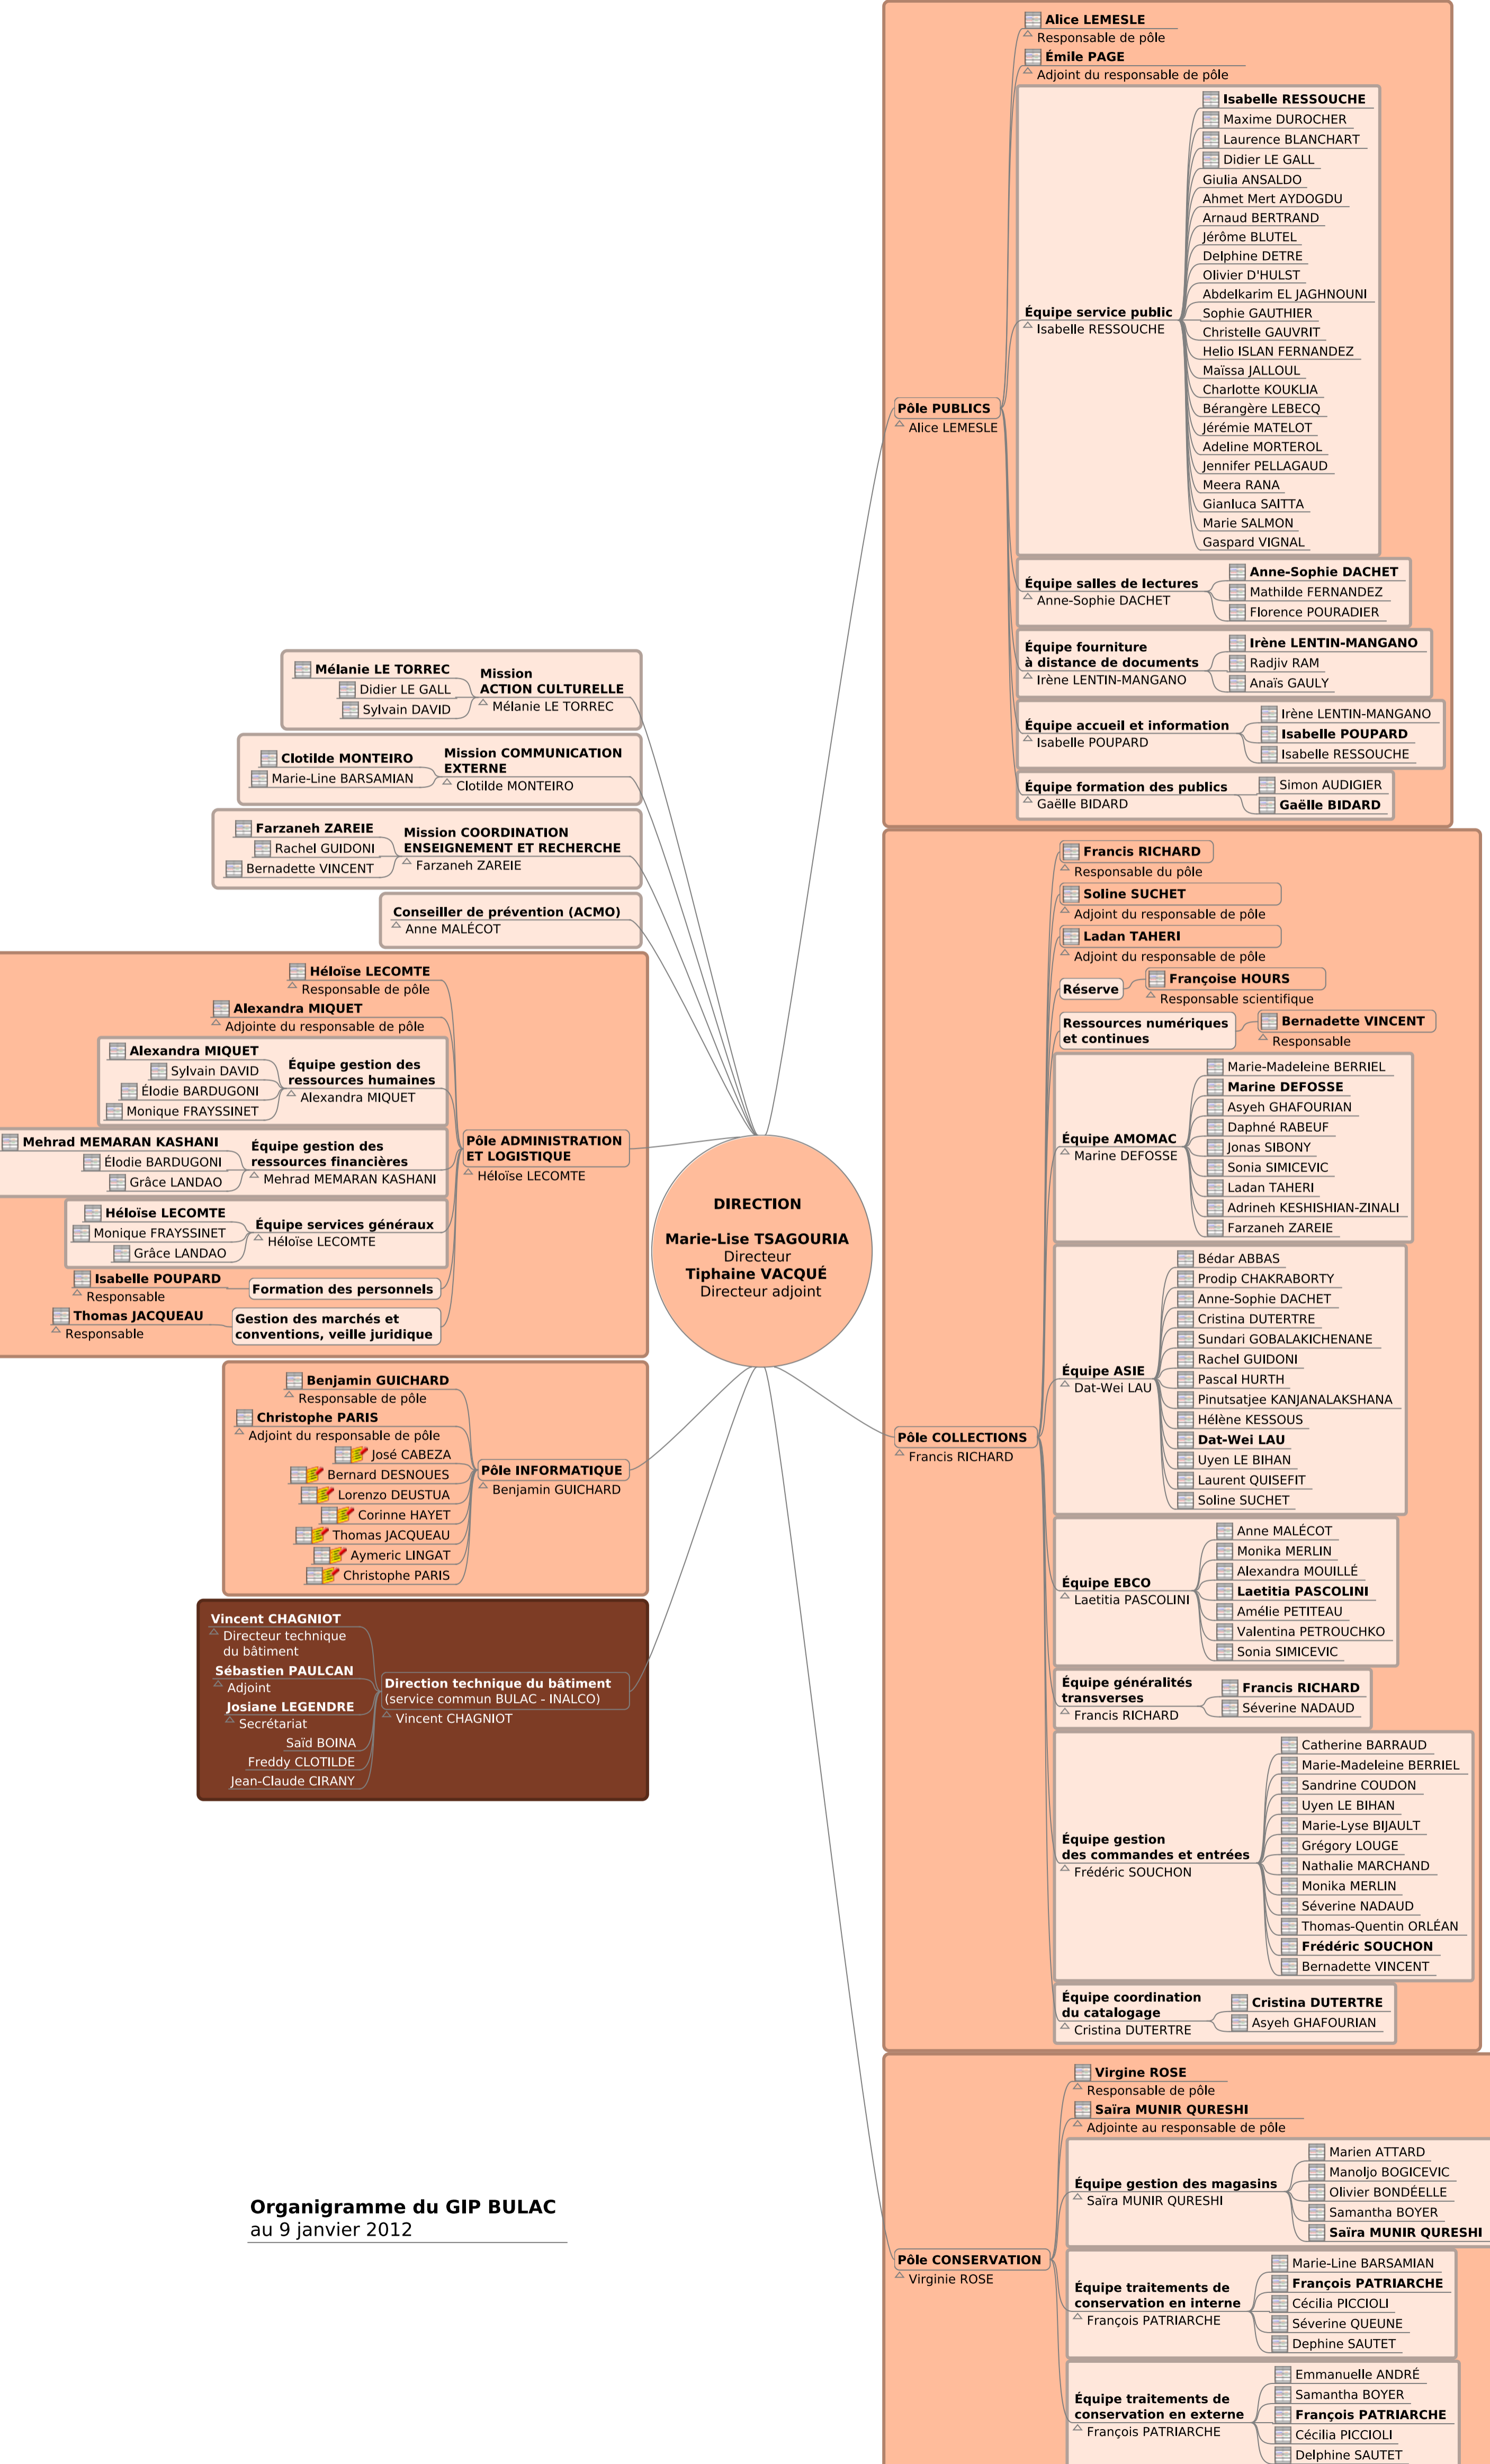 Alice LEMESLE
Responsable de pôle
Émile PAGE
Adjoint du responsable de pôle
Isabelle RESSOUCHE
Maxime DUROCHER
Laurence BLANCHART
Didier LE GALL
Giulia ANSALDO
Ahmet Mert AYDOGDU
Arnaud BERTRAND
Jérôme BLUTEL
Delphine DETRE
Olivier D'HULST
Abdelkarim EL JAGHNOUNI
Équipe service public
Isabelle RESSOUCHE
Sophie GAUTHIER
Christelle GAUVRIT
Helio ISLAN FERNANDEZ
Maïssa JALLOUL
Charlotte KOUKLIA
Bérangère LEBECQ
Jérémie MATELOT
Adeline MORTEROL
Jennifer PELLAGAUD
Meera RANA
Gianluca SAITTA
Marie SALMON
Gaspard VIGNAL
Pôle PUBLICS
Alice LEMESLE
Équipe salles de lectures
Anne-Sophie DACHET
Anne-Sophie DACHET
Mathilde FERNANDEZ
Florence POURADIER
Équipe fourniture
à distance de documents
Irène LENTIN-MANGANO
Irène LENTIN-MANGANO
Radjiv RAM
Anaïs GAULY
Équipe accueil et information
Isabelle POUPARD
Irène LENTIN-MANGANO
Isabelle POUPARD
Isabelle RESSOUCHE
Équipe formation des publics
Gaëlle BIDARD
Simon AUDIGIER
Gaëlle BIDARD
Mélanie LE TORREC
Didier LE GALL
Sylvain DAVID
Mission
ACTION CULTURELLE
Mélanie LE TORREC
Clotilde MONTEIRO
Marie-Line BARSAMIAN
Mission COMMUNICATION
EXTERNE
Clotilde MONTEIRO
Farzaneh ZAREIE
Rachel GUIDONI
Bernadette VINCENT
Mission COORDINATION
ENSEIGNEMENT ET RECHERCHE
Farzaneh ZAREIE
Conseiller de prévention (ACMO)
Anne MALÉCOT
Héloïse LECOMTE
Responsable de pôle
Alexandra MIQUET
Adjointe du responsable de pôle
Alexandra MIQUET
Sylvain DAVID
Élodie BARDUGONI
Monique FRAYSSINET
Équipe gestion des
ressources humaines
Alexandra MIQUET
Mehrad MEMARAN KASHANI
Élodie BARDUGONI
Grâce LANDAO
Équipe gestion des
ressources financières
Mehrad MEMARAN KASHANI
Héloïse LECOMTE
Monique FRAYSSINET
Grâce LANDAO
Équipe services généraux
Héloïse LECOMTE
Isabelle POUPARD
Responsable
Formation des personnels
Thomas JACQUEAU
Responsable
Gestion des marchés et
conventions, veille juridique
Pôle ADMINISTRATION
ET LOGISTIQUE
Héloïse LECOMTE
DIRECTION
Marie-Lise TSAGOURIA
Directeur
Tiphaine VACQUÉ
Directeur adjoint
Benjamin GUICHARD
Responsable de pôle
Christophe PARIS
Adjoint du responsable de pôle
José CABEZA
Bernard DESNOUES
Lorenzo DEUSTUA
Corinne HAYET
Thomas JACQUEAU
Aymeric LINGAT
Christophe PARIS
Pôle INFORMATIQUE
Benjamin GUICHARD
Vincent CHAGNIOT
Directeur technique
du bâtiment
Sébastien PAULCAN
Adjoint
Josiane LEGENDRE
Secrétariat
Saïd BOINA
Freddy CLOTILDE
Jean-Claude CIRANY
Direction technique du bâtiment
(service commun BULAC - INALCO)
Vincent CHAGNIOT
Francis RICHARD
Responsable du pôle
Soline SUCHET
Adjoint du responsable de pôle
Ladan TAHERI
Adjoint du responsable de pôle
Réserve
Françoise HOURS
Responsable scientifique
Ressources numériques
et continues
Bernadette VINCENT
Responsable
Équipe AMOMAC
Marine DEFOSSE
Marie-Madeleine BERRIEL
Marine DEFOSSE
Asyeh GHAFOURIAN
Daphné RABEUF
Jonas SIBONY
Sonia SIMICEVIC
Ladan TAHERI
Adrineh KESHISHIAN-ZINALI
Farzaneh ZAREIE
Équipe ASIE
Dat-Wei LAU
Bédar ABBAS
Prodip CHAKRABORTY
Anne-Sophie DACHET
Cristina DUTERTRE
Sundari GOBALAKICHENANE
Rachel GUIDONI
Pascal HURTH
Pinutsatjee KANJANALAKSHANA
Hélène KESSOUS
Dat-Wei LAU
Uyen LE BIHAN
Laurent QUISEFIT
Soline SUCHET
Pôle COLLECTIONS
Francis RICHARD
Équipe EBCO
Laetitia PASCOLINI
Anne MALÉCOT
Monika MERLIN
Alexandra MOUILLÉ
Laetitia PASCOLINI
Amélie PETITEAU
Valentina PETROUCHKO
Sonia SIMICEVIC
Équipe généralités
transverses
Francis RICHARD
Francis RICHARD
Séverine NADAUD
Équipe gestion
des commandes et entrées
Frédéric SOUCHON
Catherine BARRAUD
Marie-Madeleine BERRIEL
Sandrine COUDON
Uyen LE BIHAN
Marie-Lyse BIJAULT
Grégory LOUGE
Nathalie MARCHAND
Monika MERLIN
Séverine NADAUD
Thomas-Quentin ORLÉAN
Frédéric SOUCHON
Bernadette VINCENT
Équipe coordination
du catalogage
Cristina DUTERTRE
Cristina DUTERTRE
Asyeh GHAFOURIAN
Virgine ROSE
Responsable de pôle
Saïra MUNIR QURESHI
Adjointe au responsable de pôle
Équipe gestion des magasins
Saïra MUNIR QURESHI
Marien ATTARD
Manoljo BOGICEVIC
Olivier BONDÉELLE
Samantha BOYER
Saïra MUNIR QURESHI
Pôle CONSERVATION
Virginie ROSE
Équipe traitements de
conservation en interne
François PATRIARCHE
Marie-Line BARSAMIAN
François PATRIARCHE
Cécilia PICCIOLI
Séverine QUEUNE
Dephine SAUTET
Équipe traitements de
conservation en externe
François PATRIARCHE
Emmanuelle ANDRÉ
Samantha BOYER
François PATRIARCHE
Cécilia PICCIOLI
Delphine SAUTET
Organigramme du GIP BULAC
au 9 janvier 2012